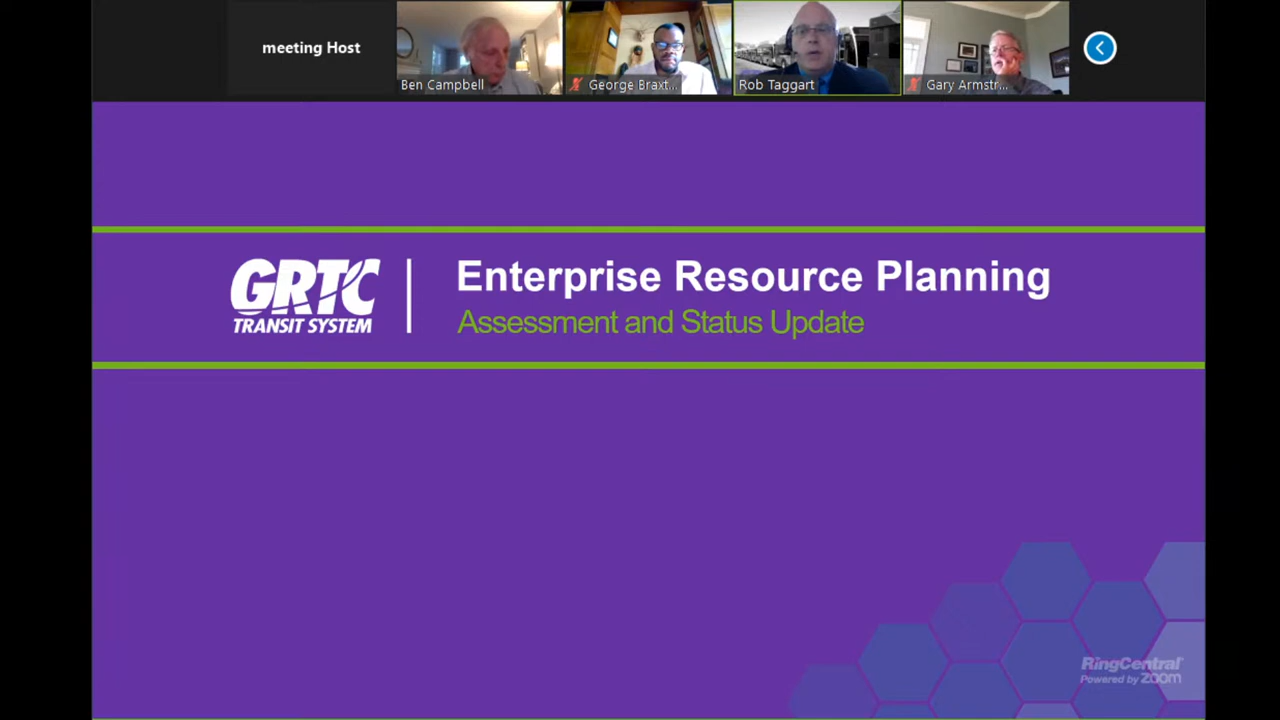 meeting Host
Ben Campbell
George Braxt...
Rob Taggart
Gary Armstr...
GRTC
TRANSIT SYSTEM
Enterprise Resource Planning
Assessment and Status Update
RingCentral
Powered by zoom